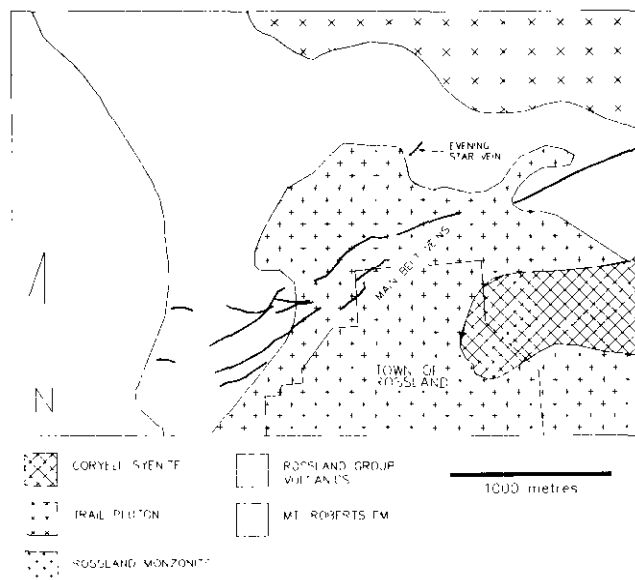 EVENING
STAR VEIN
MAIN BELT VEINS
TOWN OF
ROSSLAND
N
CORYELL SYENITE
TRAIL PLUTON
ROSSLAND MONZONITE
ROSSLAND GROUP
VOLCANICS
MT ROBERTS FM
1000 metres